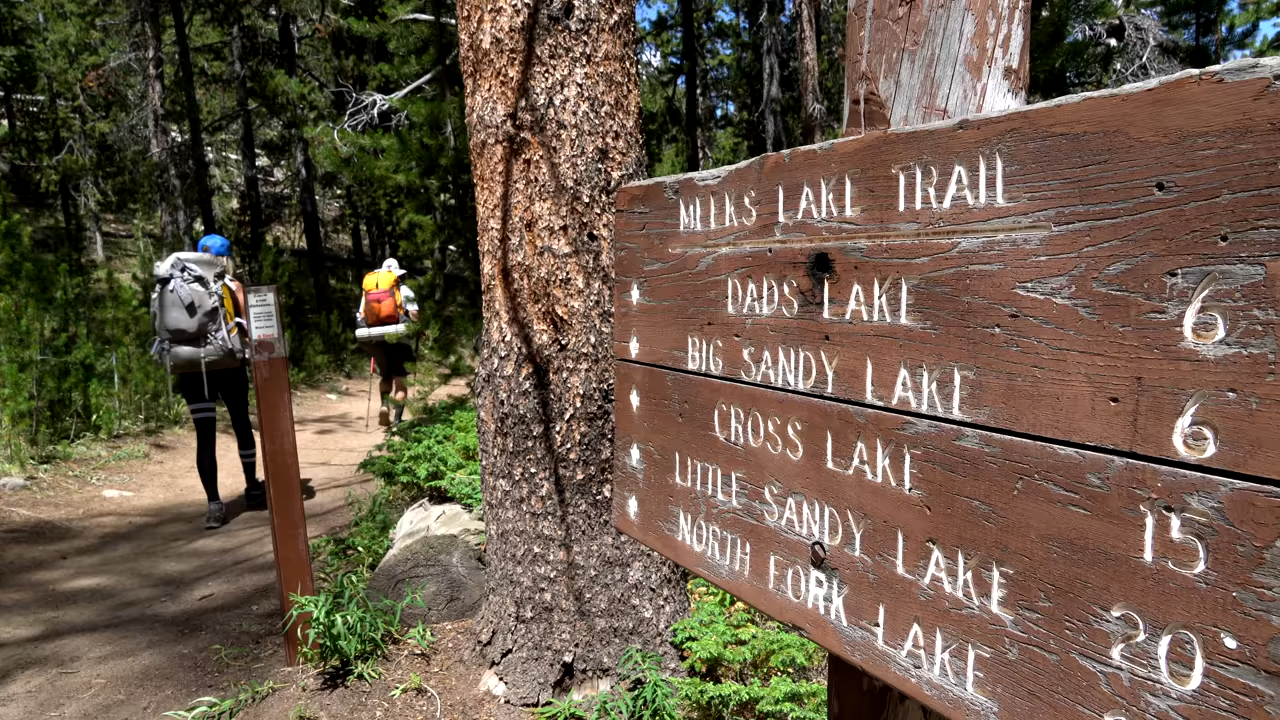 MEEKS LAKE TRAIL
DADS LAKE 6
BIG SANDY LAKE 6
CROSS LAKE 15
LITTLE SANDY LAKE 20
NORTH FORK LAKE